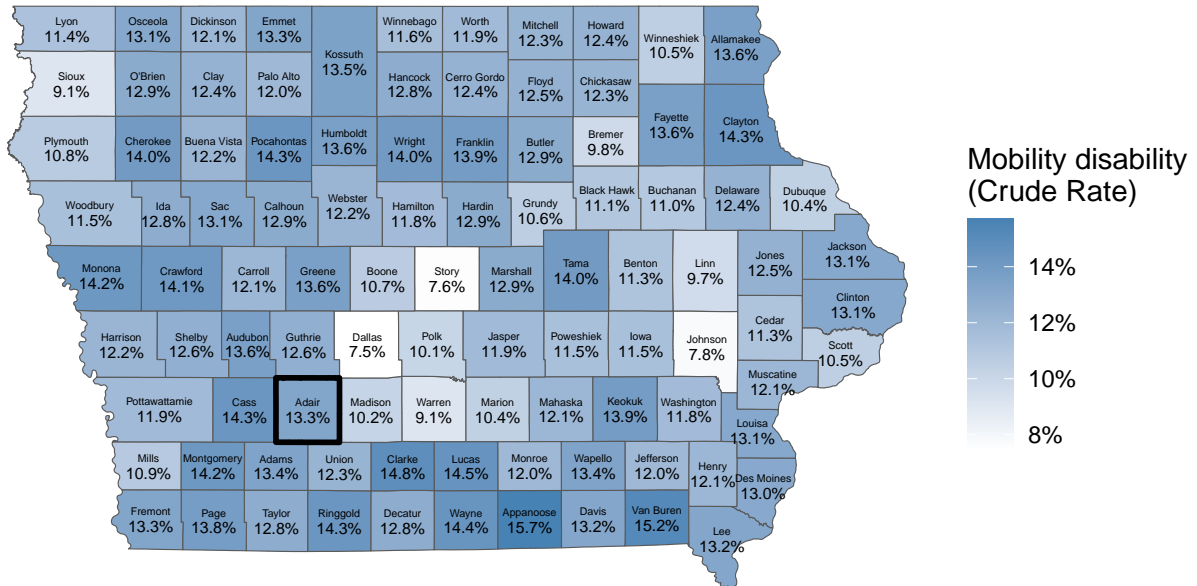 Lyon
11.4%
Osceola
13.1%
Dickinson
12.1%
Emmet
13.3%
Kossuth
13.5%
Winnebago
11.6%
Worth
11.9%
Mitchell
12.3%
Howard
12.4%
Winneshiek
10.5%
Allamakee
13.6%
Sioux
9.1%
O'Brien
12.9%
Clay
12.4%
Palo Alto
12.0%
Hancock
12.8%
Cerro Gordo
12.4%
Floyd
12.5%
Chickasaw
12.3%
Fayette
13.6%
Clayton
14.3%
Plymouth
10.8%
Cherokee
14.0%
Buena Vista
12.2%
Pocahontas
14.3%
Humboldt
13.6%
Wright
14.0%
Franklin
13.9%
Butler
12.9%
Bremer
9.8%
Mobility disability
(Crude Rate)
14%
12%
10%
8%
Woodbury
11.5%
Ida
12.8%
Sac
13.1%
Calhoun
12.9%
Webster
12.2%
Hamilton
11.8%
Hardin
12.9%
Grundy
10.6%
Black Hawk
11.1%
Buchanan
11.0%
Delaware
12.4%
Dubuque
10.4%
Monona
14.2%
Crawford
14.1%
Carroll
12.1%
Greene
13.6%
Boone
10.7%
Story
7.6%
Marshall
12.9%
Tama
14.0%
Benton
11.3%
Linn
9.7%
Jones
12.5%
Jackson
13.1%
Clinton
13.1%
Harrison
12.2%
Shelby
12.6%
Audubon
13.6%
Guthrie
12.6%
Dallas
7.5%
Polk
10.1%
Jasper
11.9%
Poweshiek
11.5%
Iowa
11.5%
Johnson
7.8%
Cedar
11.3%
Scott
10.5%
Muscatine
12.1%
Pottawattamie
11.9%
Cass
14.3%
Adair
13.3%
Madison
10.2%
Warren
9.1%
Marion
10.4%
Mahaska
12.1%
Keokuk
13.9%
Washington
11.8%
Louisa
13.1%
Mills
10.9%
Montgomery
14.2%
Adams
13.4%
Union
12.3%
Clarke
14.8%
Lucas
14.5%
Monroe
12.0%
Wapello
13.4%
Jefferson
12.0%
Henry
12.1%
Des Moines
13.0%
Fremont
13.3%
Page
13.8%
Taylor
12.8%
Ringgold
14.3%
Decatur
12.8%
Wayne
14.4%
Appanoose
15.7%
Davis
13.2%
Van Buren
15.2%
Lee
13.2%